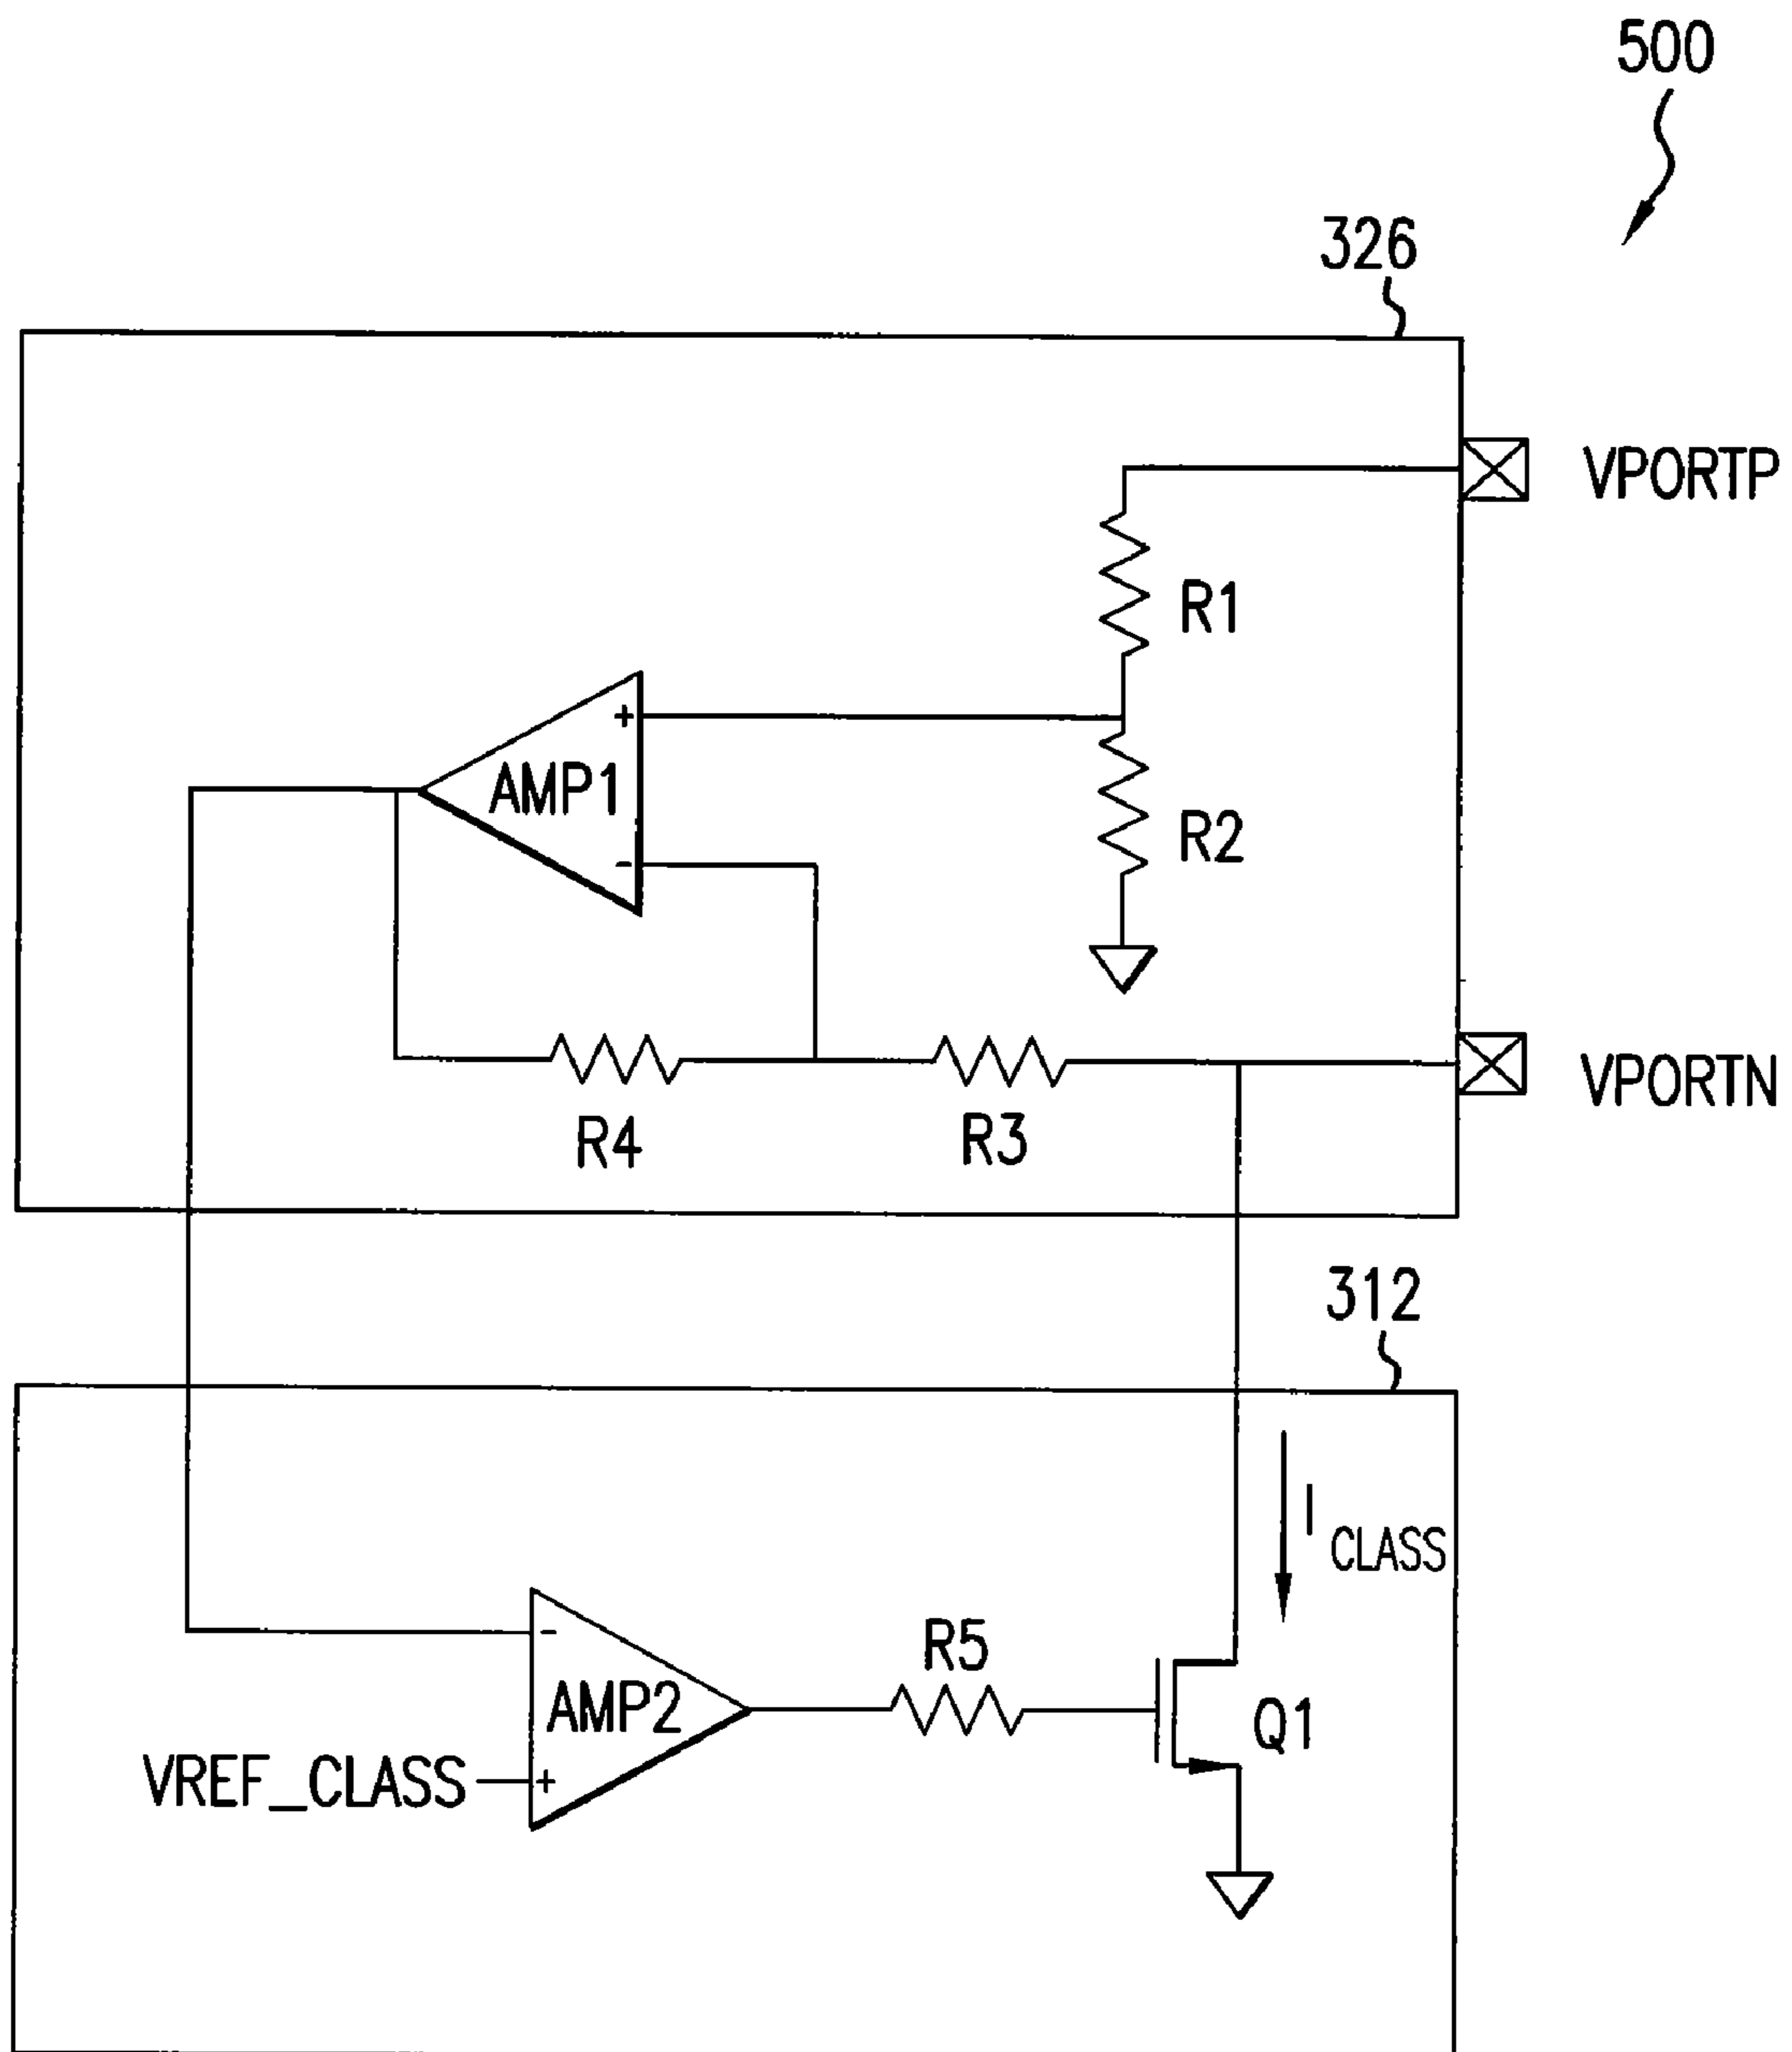 500
326
VPORTP
R1
+
AMP1
R2
-
VPORTN
R4
R3
312
I CLASS
-
R5
AMP2
Q1
VREF_CLASS
+